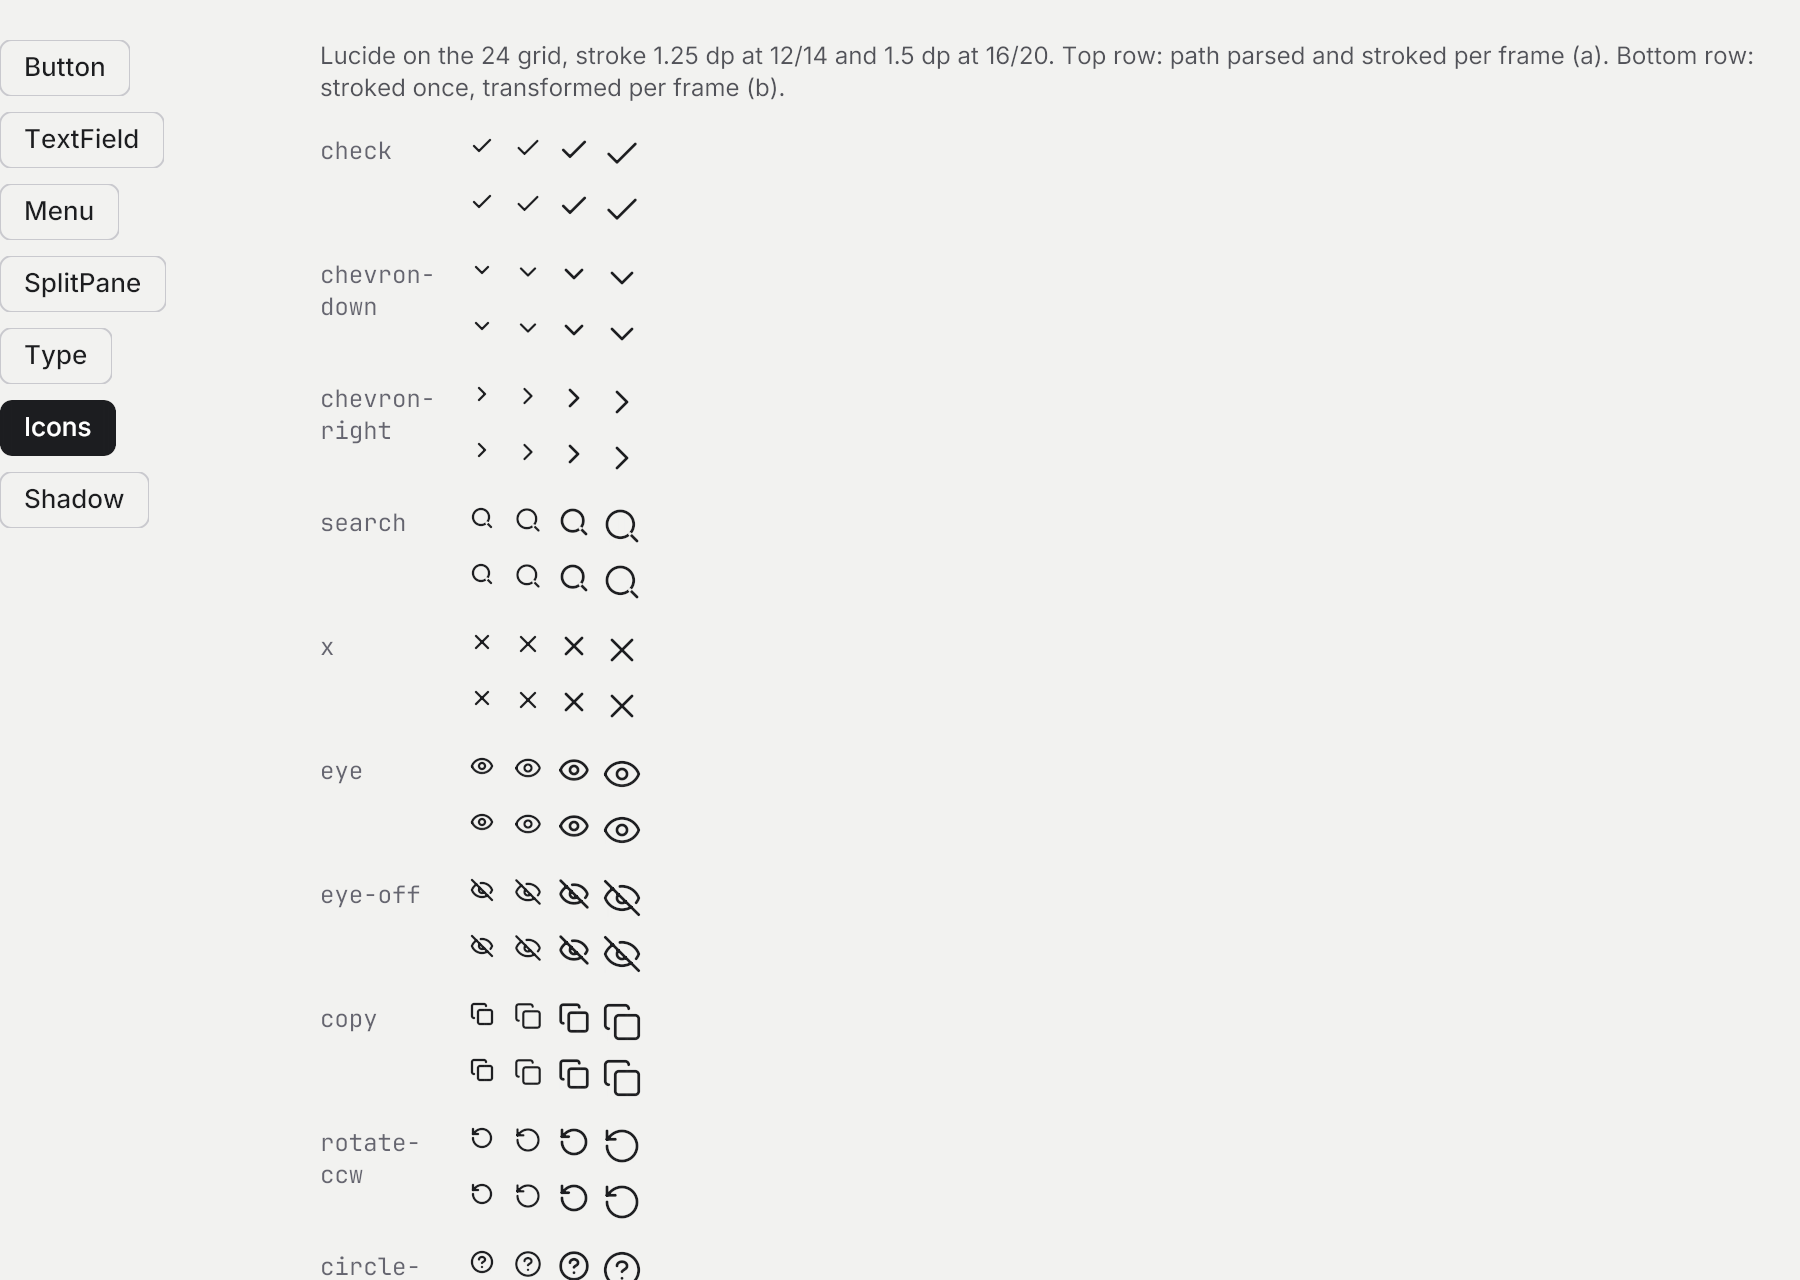 Button
TextField
Menu
SplitPane
Type
Icons
Shadow
Lucide on the 24 grid, stroke 1.25 dp at 12/14 and 1.5 dp at 16/20. Top row: path parsed and stroked per frame (a). Bottom row:
stroked once, transformed per frame (b).
check
chevron-
down
chevron-
right
search
x
eye
eye-off
copy
rotate-
ccw
circle-